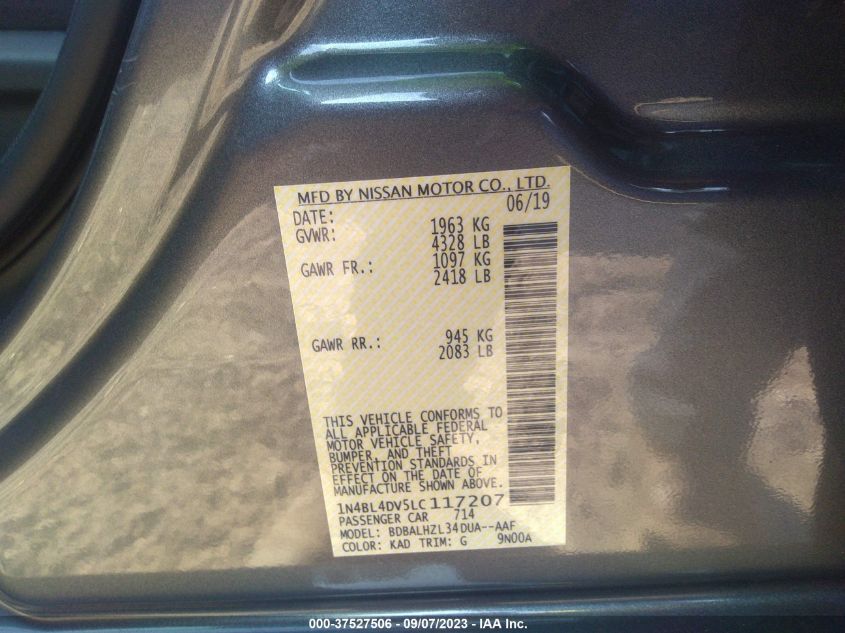 MFD BY NISSAN MOTOR CO., LTD.
DATE: 06/19
GVWR: 1963 KG
4328 LB
GAWR FR.: 1097 KG
2418 LB
GAWR RR.: 945 KG
2083 LB
THIS VEHICLE CONFORMS TO
ALL APPLICABLE FEDERAL
MOTOR VEHICLE SAFETY,
BUMPER, AND THEFT
PREVENTION STANDARDS IN
EFFECT ON THE DATE OF
MANUFACTURE SHOWN ABOVE.
1N4BL4DV5LC117207
PASSENGER CAR 714
MODEL: BDBALHZL34DUA--AAF
COLOR: KAD TRIM: G 9N00A
000-37527506 - 09/07/2023 - IAA Inc.